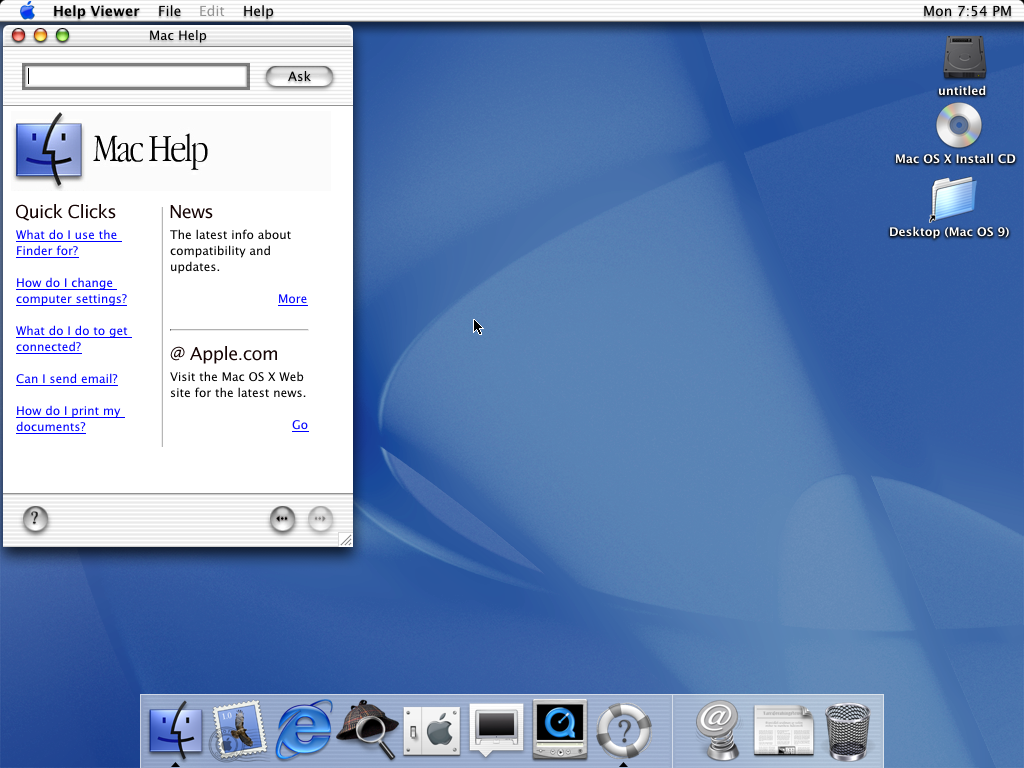 Help Viewer File Edit Help Mon 7:54 PM
Mac Help
Ask
Mac Help
Quick Clicks
What do I use the
Finder for?
How do I change
computer settings?
What do I do to get
connected?
Can I send email?
How do I print my
documents?
News
The latest info about
compatibility and
updates.
More
@ Apple.com
Visit the Mac OS X Web
site for the latest news.
Go
?
untitled
Mac OS X Install CD
Desktop (Mac OS 9)
1.0
?
@